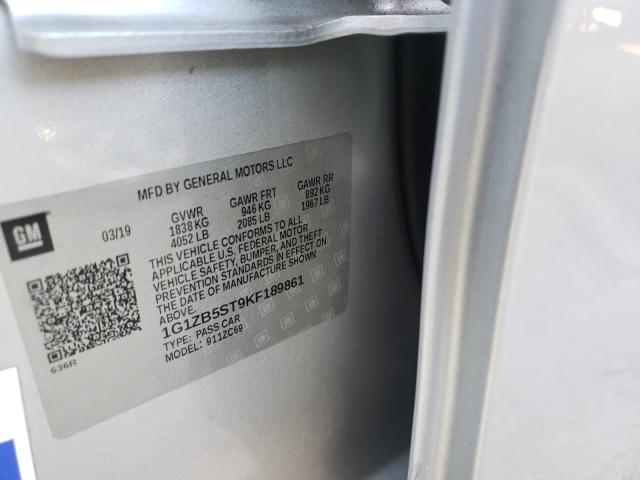 MFD BY GENERAL MOTORS LLC
GM
03/19
GVWR GAWR FRT GAWR RR
1838 KG 946 KG 892 KG
4052 LB 2085 LB 1967 LB
THIS VEHICLE CONFORMS TO ALL
APPLICABLE U.S. FEDERAL MOTOR
VEHICLE SAFETY, BUMPER, AND THEFT
PREVENTION STANDARDS IN EFFECT ON
THE DATE OF MANUFACTURE SHOWN
ABOVE.
1G1ZB5ST9KF189861
TYPE: PASS CAR
MODEL: 911ZC69
636R